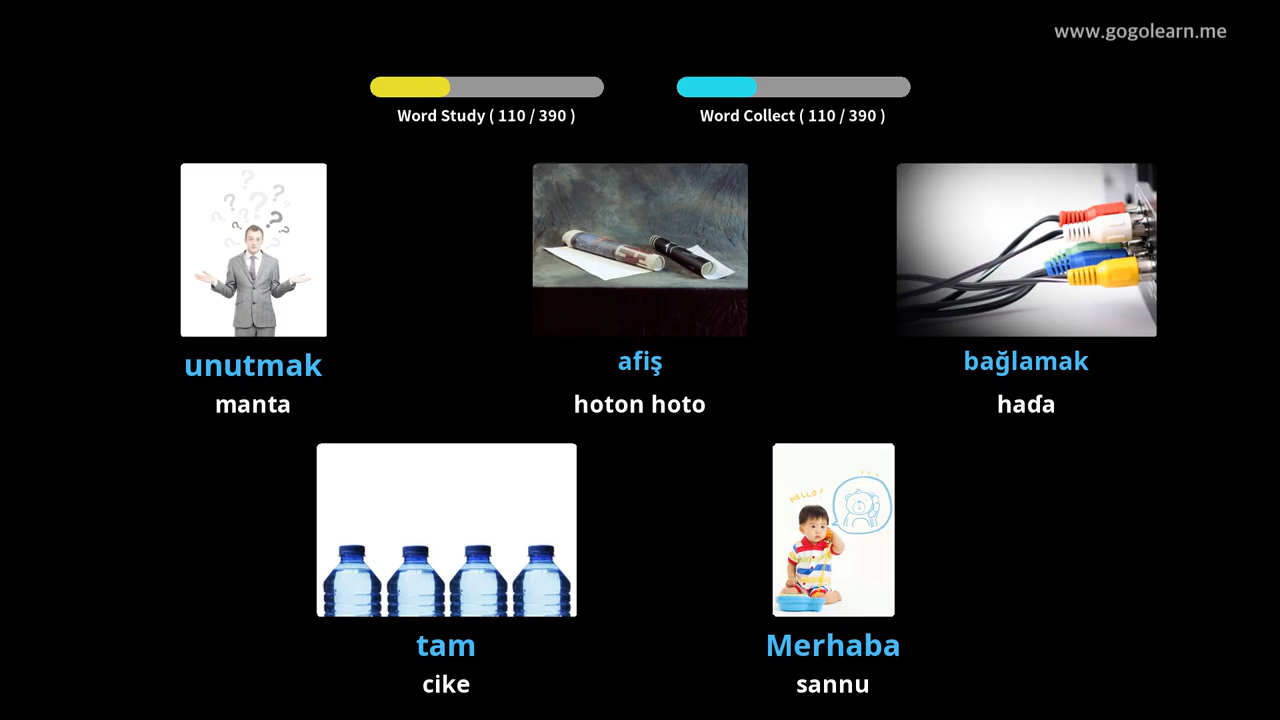 www.gogolearn.me
Word Study ( 110 / 390 )
Word Collect ( 110 / 390 )
unutmak
manta
afiş
hoton hoto
bağlamak
haɗa
HELLO?
tam
cike
Merhaba
sannu